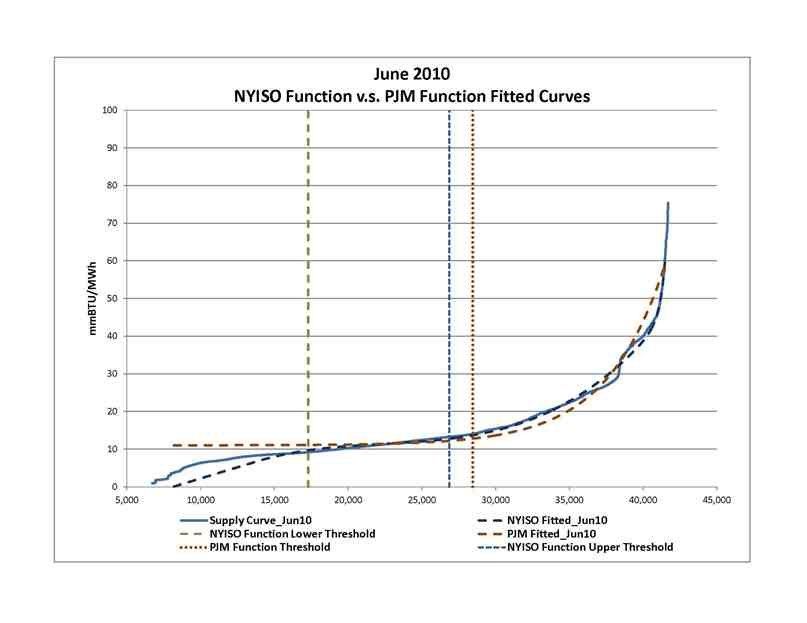 June 2010
NYISO Function v.s. PJM Function Fitted Curves
mmBTU/MWh
100
90
80
70
60
50
40
30
20
10
0
5,000 10,000 15,000 20,000 25,000 30,000 35,000 40,000 45,000
Supply Curve_Jun10 NYISO Fitted_Jun10
NYISO Function Lower Threshold PJM Fitted_Jun10
PJM Function Threshold NYISO Function Upper Threshold